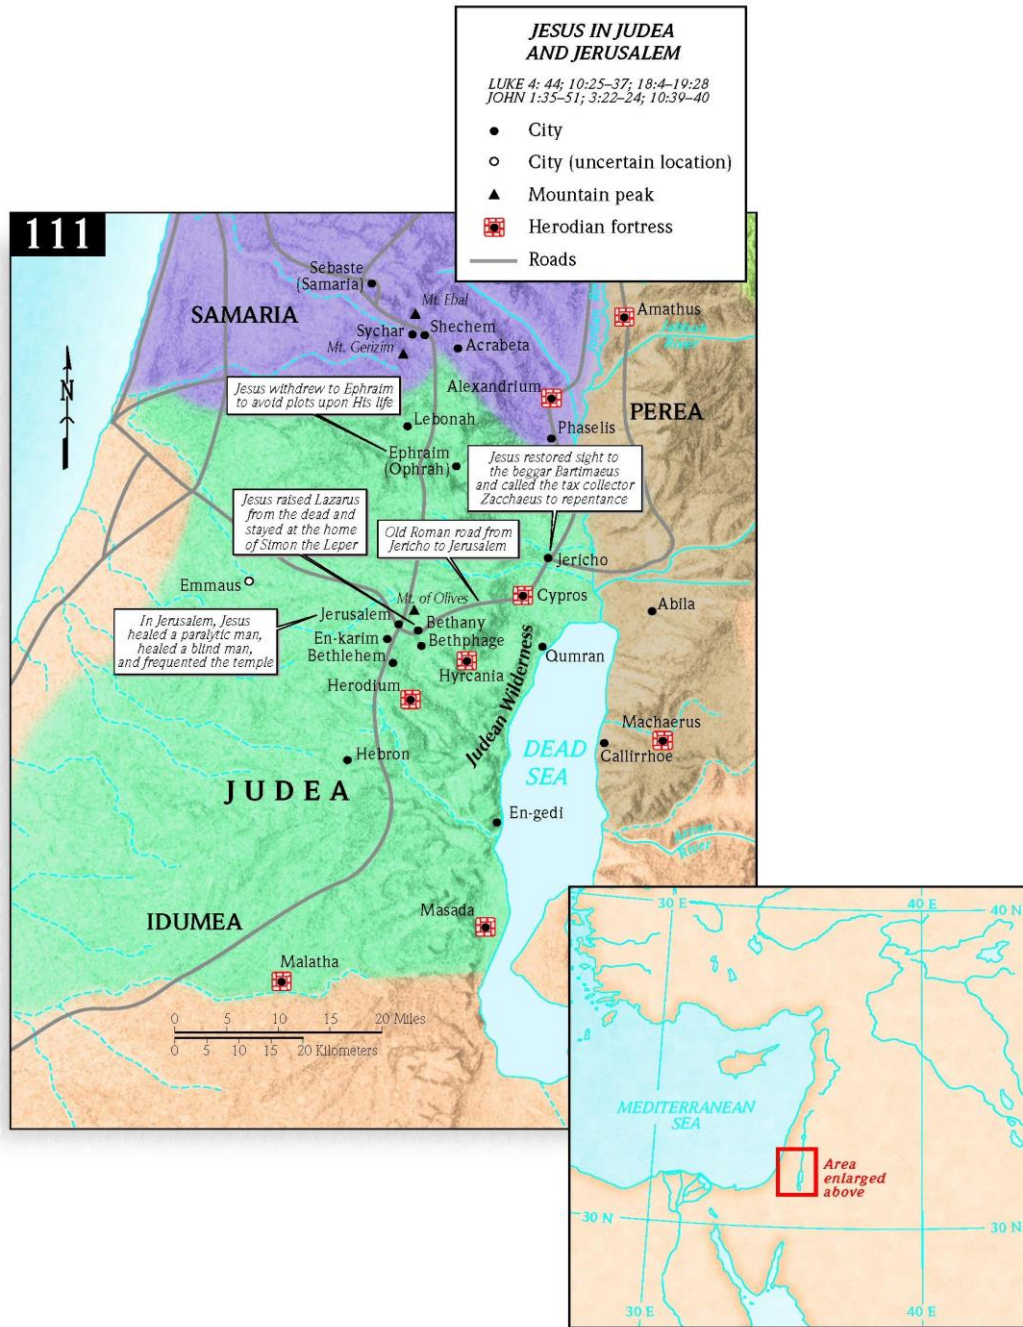 JESUS IN JUDEA
AND JERUSALEM
LUKE 4: 44; 10:25–37; 18:4–19:28
JOHN 1:35–51; 3:22–24; 10:39–40
City
City (uncertain location)
Mountain peak
Herodian fortress
Roads
111
Sebaste
(Samaria)
SAMARIA
Mt. Ebal
Sychar
Shechem
Mt. Gerizim
Acrabeta
Amathus
Jabbok
River
Jordan
Jesus withdrew to Ephraim
to avoid plots upon His life
Alexandrium
PEREA
Lebonah
Phaselis
N
Ephraim
(Ophrah)
Jesus restored sight to
the beggar Bartimaeus
and called the tax collector
Zacchaeus to repentance
Jesus raised Lazarus
from the dead and
stayed at the home
of Simon the Leper
Old Roman road from
Jericho to Jerusalem
Jericho
Emmaus
Cypros
Mt. of Olives
Abila
In Jerusalem, Jesus
healed a paralytic man,
healed a blind man,
and frequented the temple
Jerusalem
Bethany
En-karim
Bethphage
Bethlehem
Qumran
Hyrcania
Herodium
Judean Wilderness
Machaerus
DEAD
SEA
Callirrhoe
Hebron
JUDEA
En-gedi
Arnon
River
Masada
IDUMEA
Malatha
0 5 10 15 20 Miles
0 5 10 15 20 Kilometers
30 E
40 E
40 N
MEDITERRANEAN
SEA
Area
enlarged
above
30 N
30 N
30 E
40 E